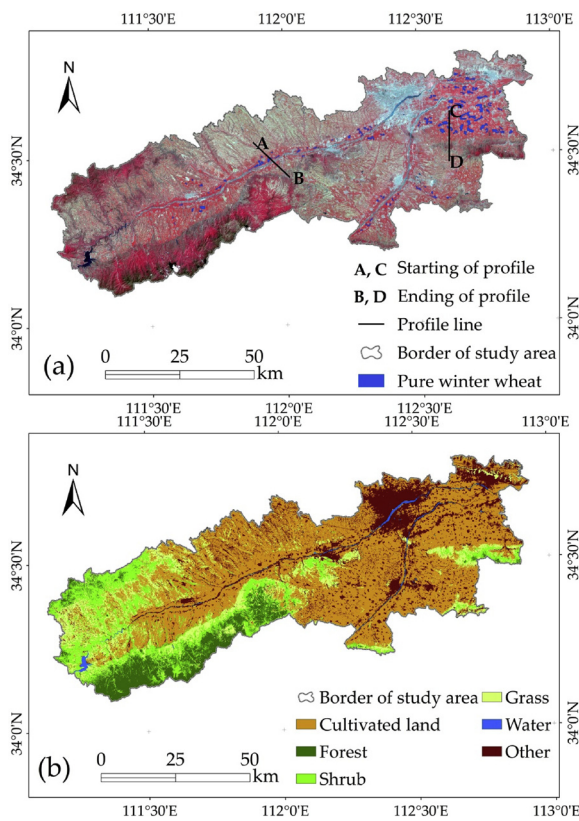 111°30′E 112°0′E 112°30′E 113°0′E
N
A
B
C
D
34°30′N
34°30′N
34°0′N
34°0′N
A, C Starting of profile
B, D Ending of profile
Profile line
Border of study area
Pure winter wheat
(a)
0 25 50
km
111°30′E 112°0′E 112°30′E 113°0′E
111°30′E 112°0′E 112°30′E 113°0′E
N
34°30′N
34°30′N
34°0′N
34°0′N
Border of study area Grass
Cultivated land Water
Forest Other
Shrub
(b)
0 25 50
km
111°30′E 112°0′E 112°30′E 113°0′E